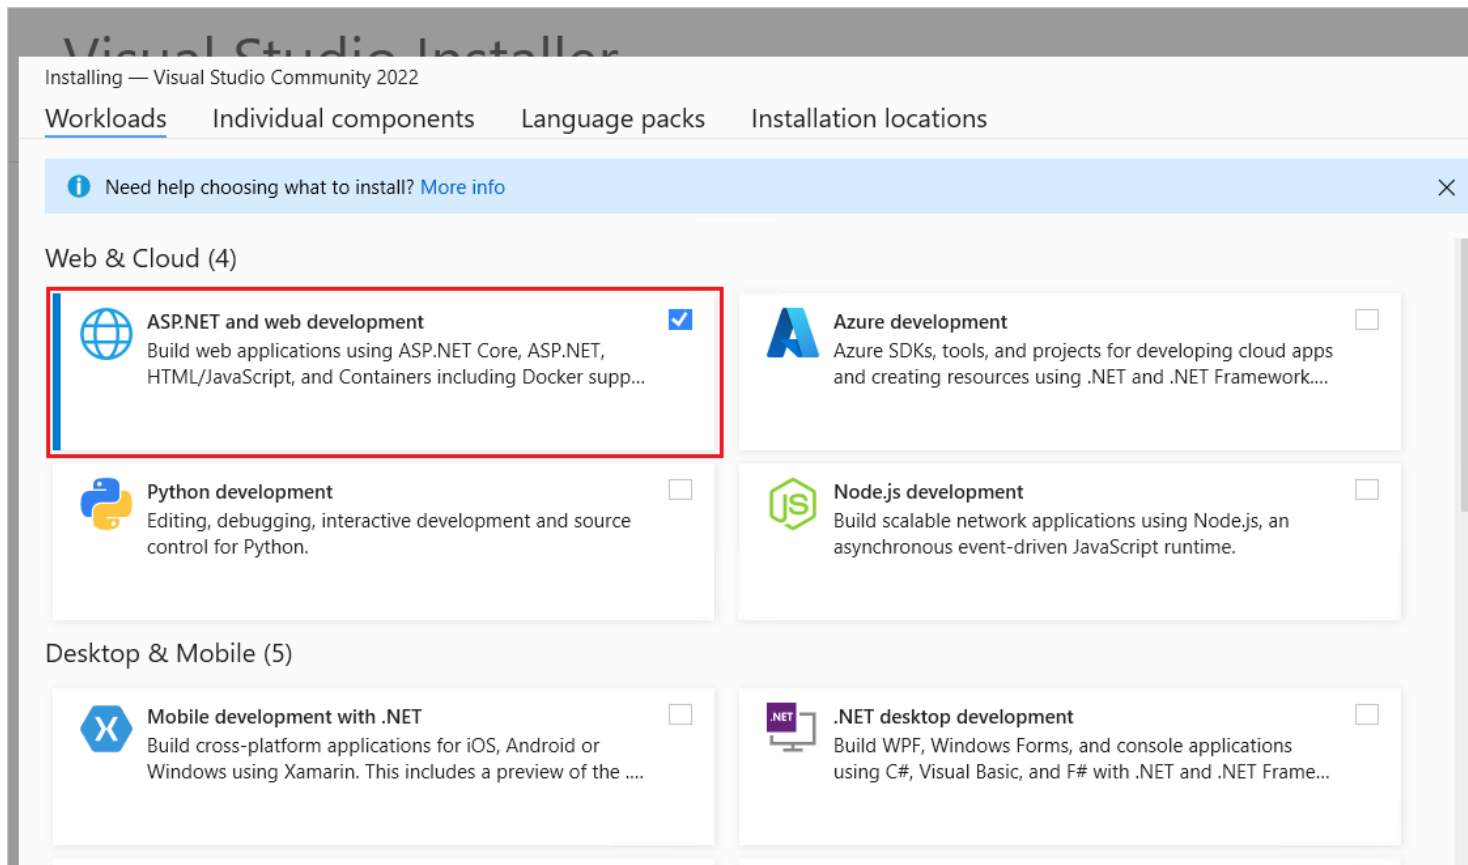 Visual Studio Installer
Installing — Visual Studio Community 2022
Workloads Individual components Language packs Installation locations
Need help choosing what to install? More info
Web & Cloud (4)
ASP.NET and web development
Build web applications using ASP.NET Core, ASP.NET,
HTML/JavaScript, and Containers including Docker supp...
Azure development
Azure SDKs, tools, and projects for developing cloud apps
and creating resources using .NET and .NET Framework....
Python development
Editing, debugging, interactive development and source
control for Python.
JS
Node.js development
Build scalable network applications using Node.js, an
asynchronous event-driven JavaScript runtime.
Desktop & Mobile (5)
Mobile development with .NET
Build cross-platform applications for iOS, Android or
Windows using Xamarin. This includes a preview of the ....
.NET
.NET desktop development
Build WPF, Windows Forms, and console applications
using C#, Visual Basic, and F# with .NET and .NET Frame...